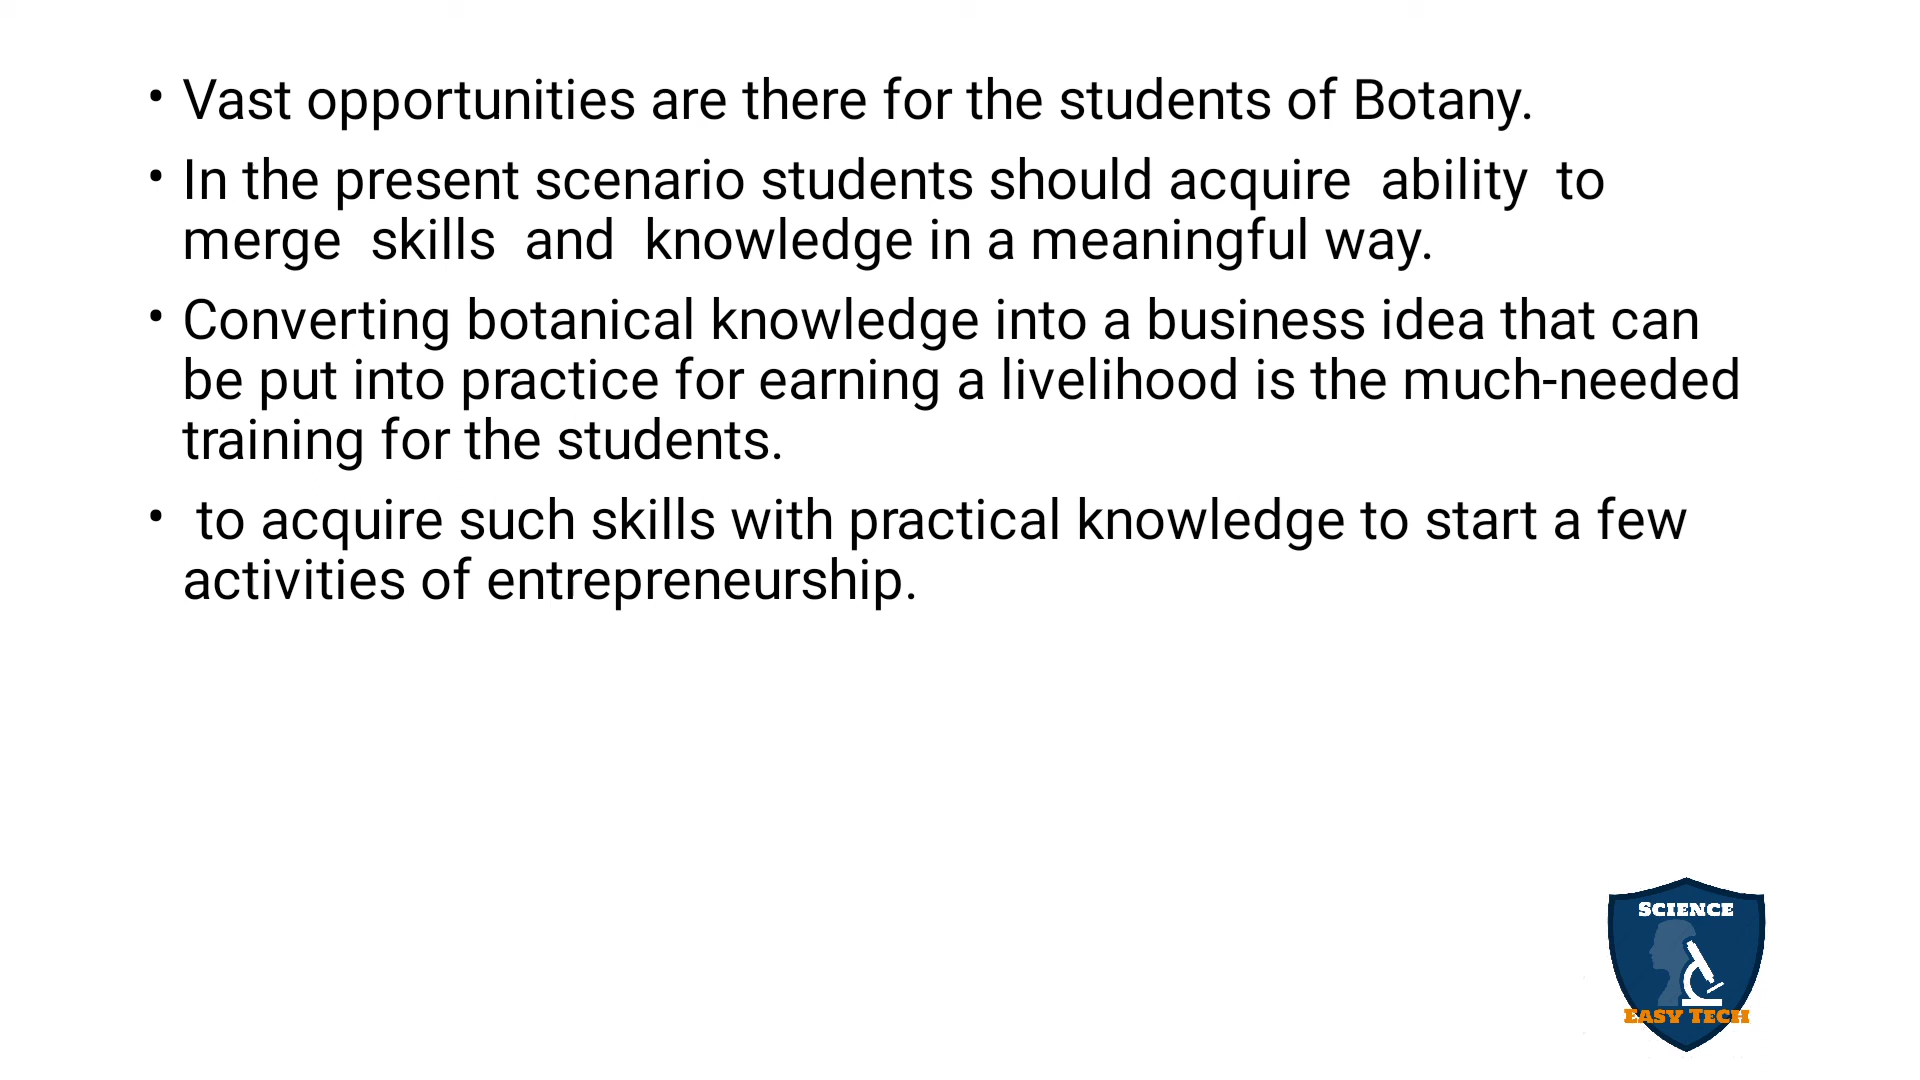 • Vast opportunities are there for the students of Botany.
• In the present scenario students should acquire  ability  to
merge  skills  and  knowledge in a meaningful way.
• Converting botanical knowledge into a business idea that can
be put into practice for earning a livelihood is the much-needed
training for the students.
•  to acquire such skills with practical knowledge to start a few
activities of entrepreneurship.
SCIENCE
EASY TECH